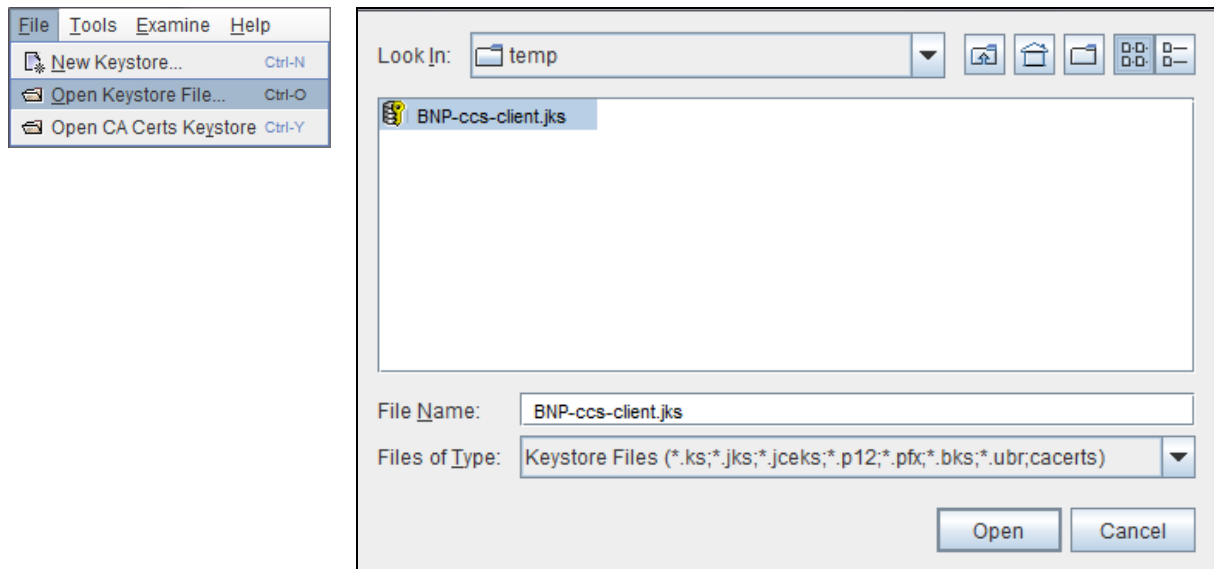 File Tools Examine Help
New Keystore... Ctrl-N
Open Keystore File... Ctrl-O
Open CA Certs Keystore Ctrl-Y
Look In: temp
BNP-ccs-client.jks
File Name: BNP-ccs-client.jks
Files of Type: Keystore Files (*.ks;*.jks;*.jceks;*.p12;*.pfx;*.bks;*.ubr;cacerts)
Open Cancel